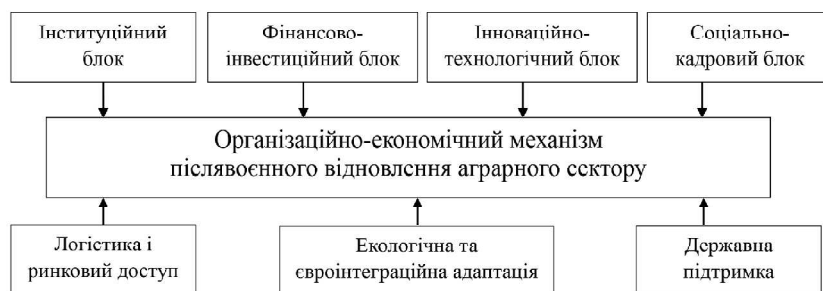 Інституційний
блок
Фінансово-
інвестиційний блок
Інноваційно-
технологічний блок
Соціально-
кадровий блок
Організаційно-економічний механізм
післявоєнного відновлення аграрного сектору
Логістика і
ринковий доступ
Екологічна та
євроінтеграційна адаптація
Державна
підтримка